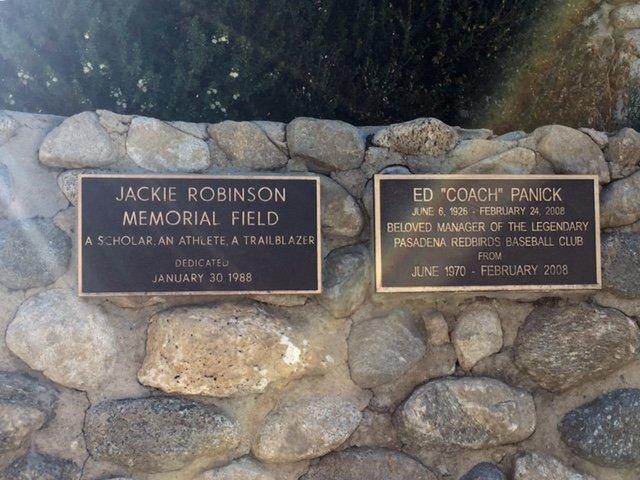 JACKIE ROBINSON
MEMORIAL FIELD
A SCHOLAR, AN ATHLETE, A TRAILBLAZER
DEDICATED
JANUARY 30 1988
ED "COACH" PANICK
JUNE 6, 1926 - FEBRUARY 24, 2008
BELOVED MANAGER OF THE LEGENDARY
PASADENA REDBIRDS BASEBALL CLUB
FROM
JUNE 1970 - FEBRUARY 2008